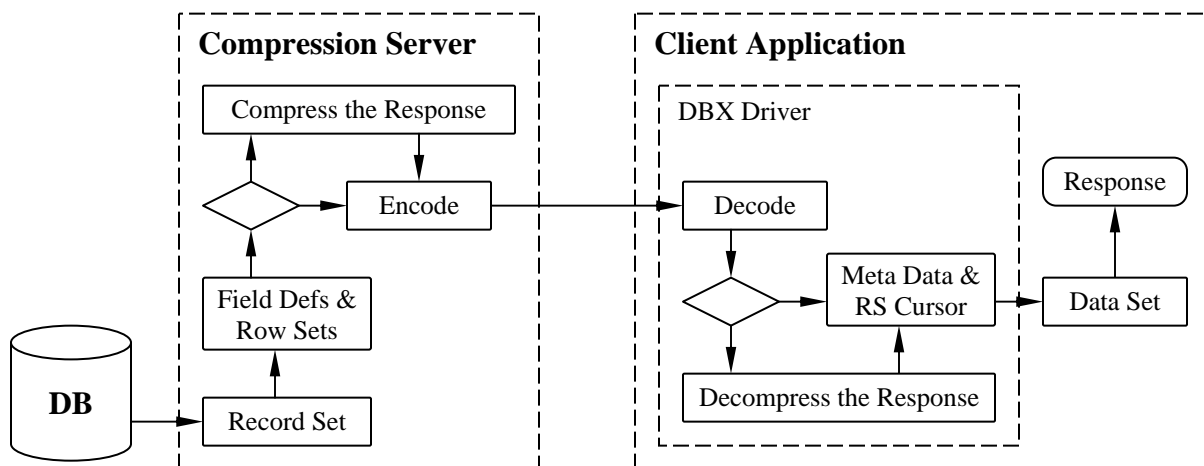 Compression Server
Compress the Response
Encode
Field Defs &
Row Sets
Record Set
DB
Client Application
DBX Driver
Decode
Meta Data &
RS Cursor
Decompress the Response
Data Set
Response